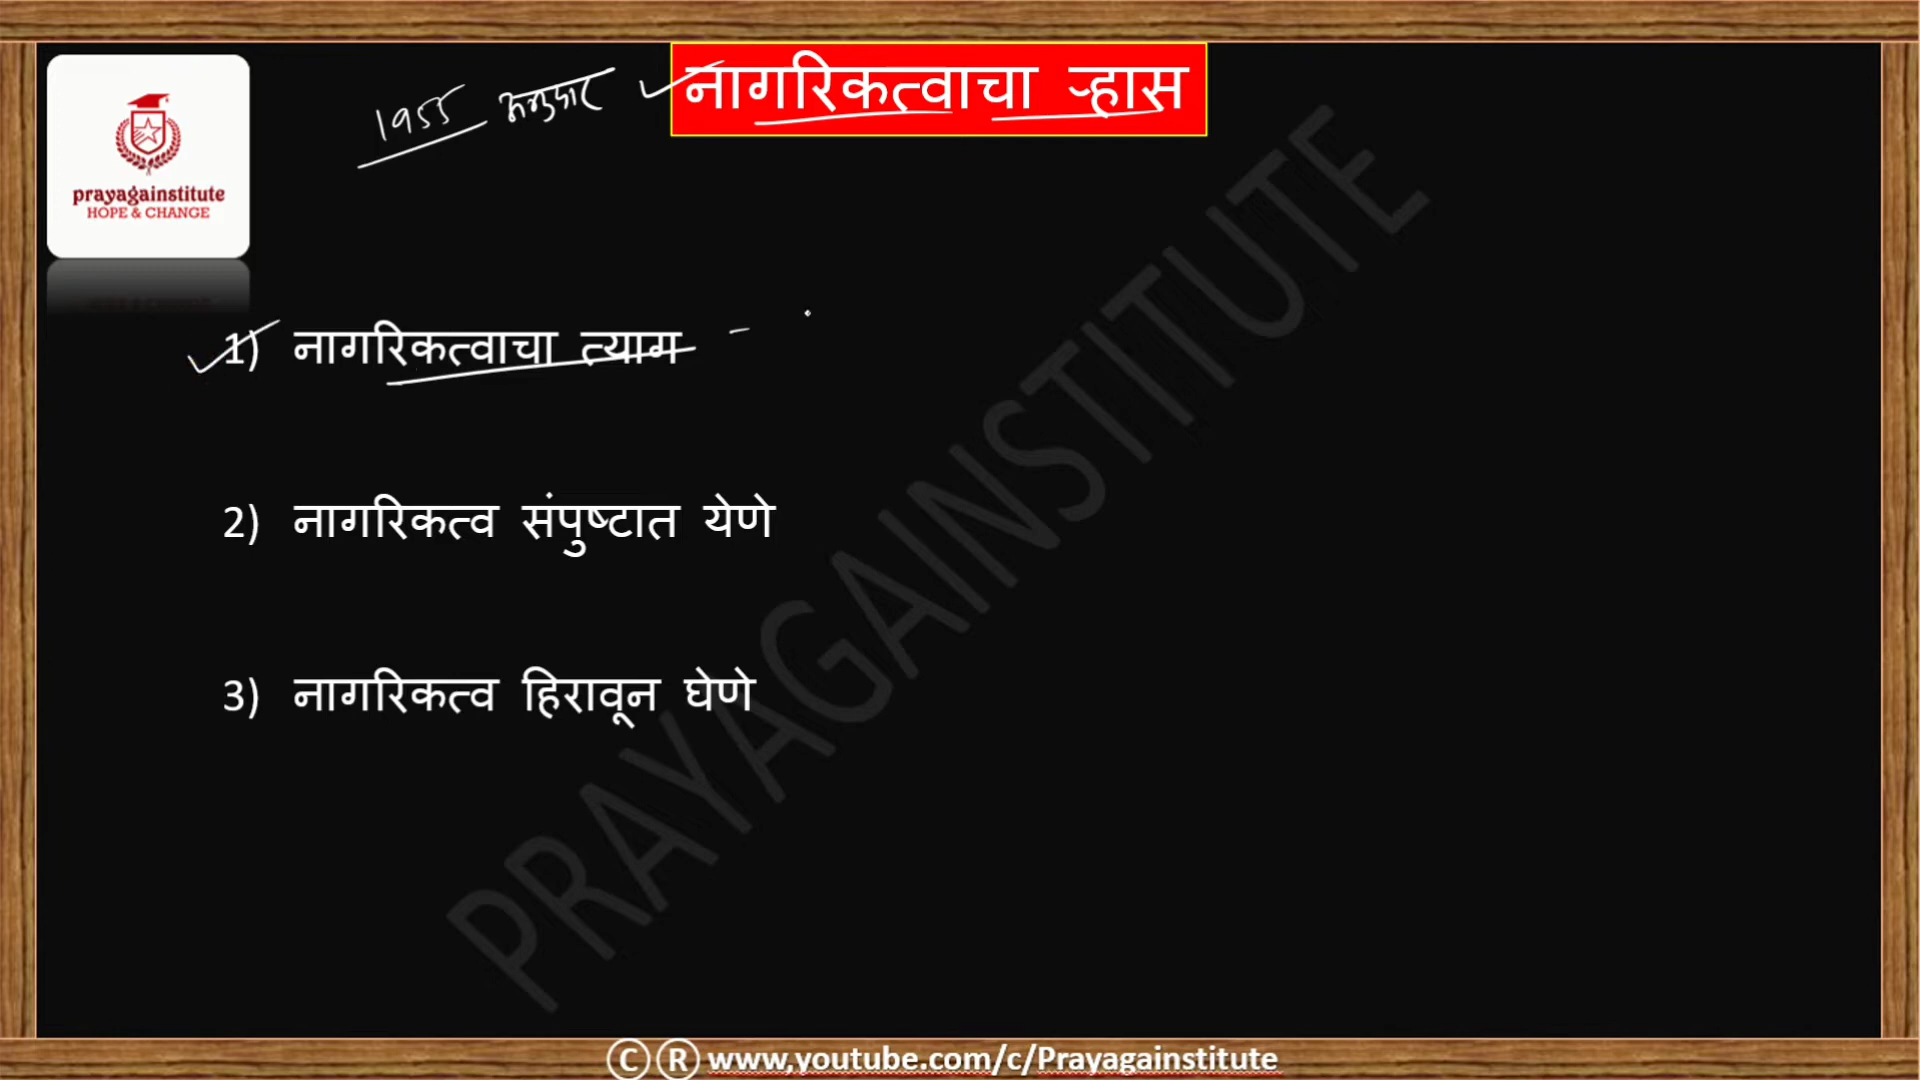 नागरिकत्वाचा ऱ्हास
1955 कायद्यानुसार
prayagainstitute
HOPE & CHANGE
1) नागरिकत्वाचा त्याग -
2) नागरिकत्व संपुष्टात येणे
3) नागरिकत्व हिरावून घेणे
PRAYAGAINSTITUTE
© ® www,youtube.com/c/Prayagainstitute